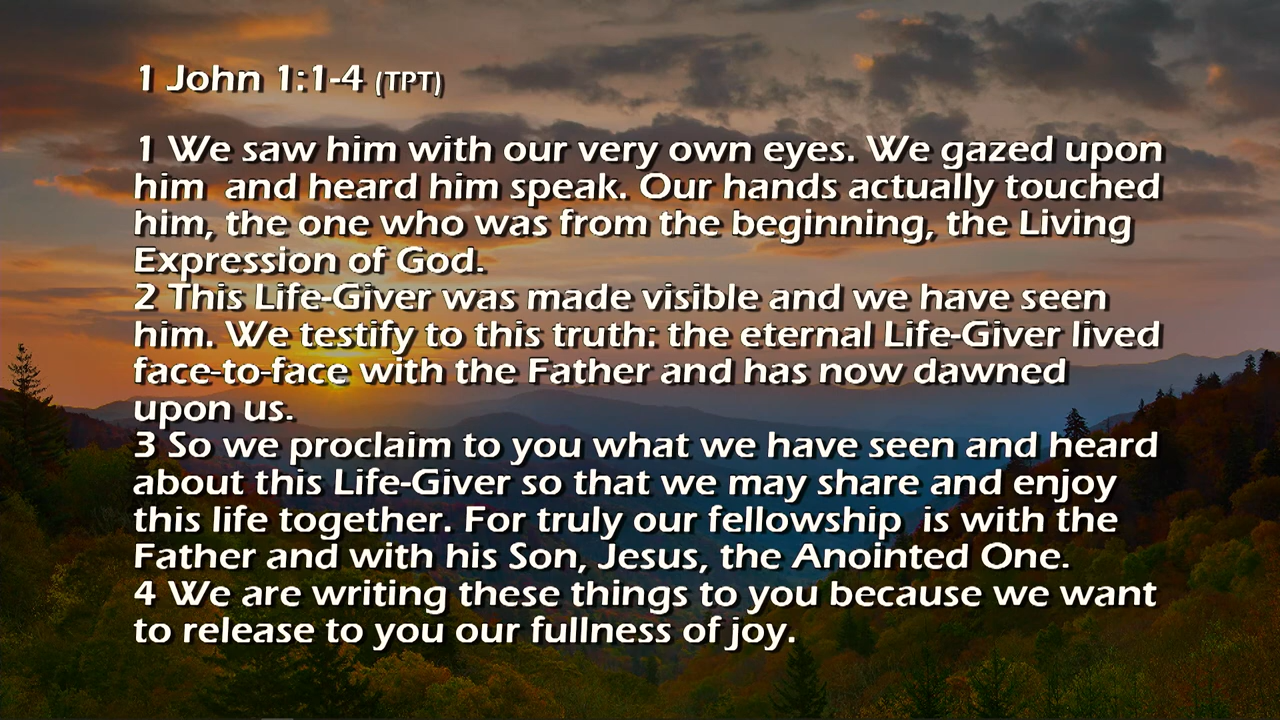 1 John 1:1-4 (TPT)
1 We saw him with our very own eyes. We gazed upon
him  and heard him speak. Our hands actually touched
him, the one who was from the beginning, the Living
Expression of God.
2 This Life-Giver was made visible and we have seen
him. We testify to this truth: the eternal Life-Giver lived
face-to-face with the Father and has now dawned
upon us.
3 So we proclaim to you what we have seen and heard
about this Life-Giver so that we may share and enjoy
this life together. For truly our fellowship  is with the
Father and with his Son, Jesus, the Anointed One.
4 We are writing these things to you because we want
to release to you our fullness of joy.